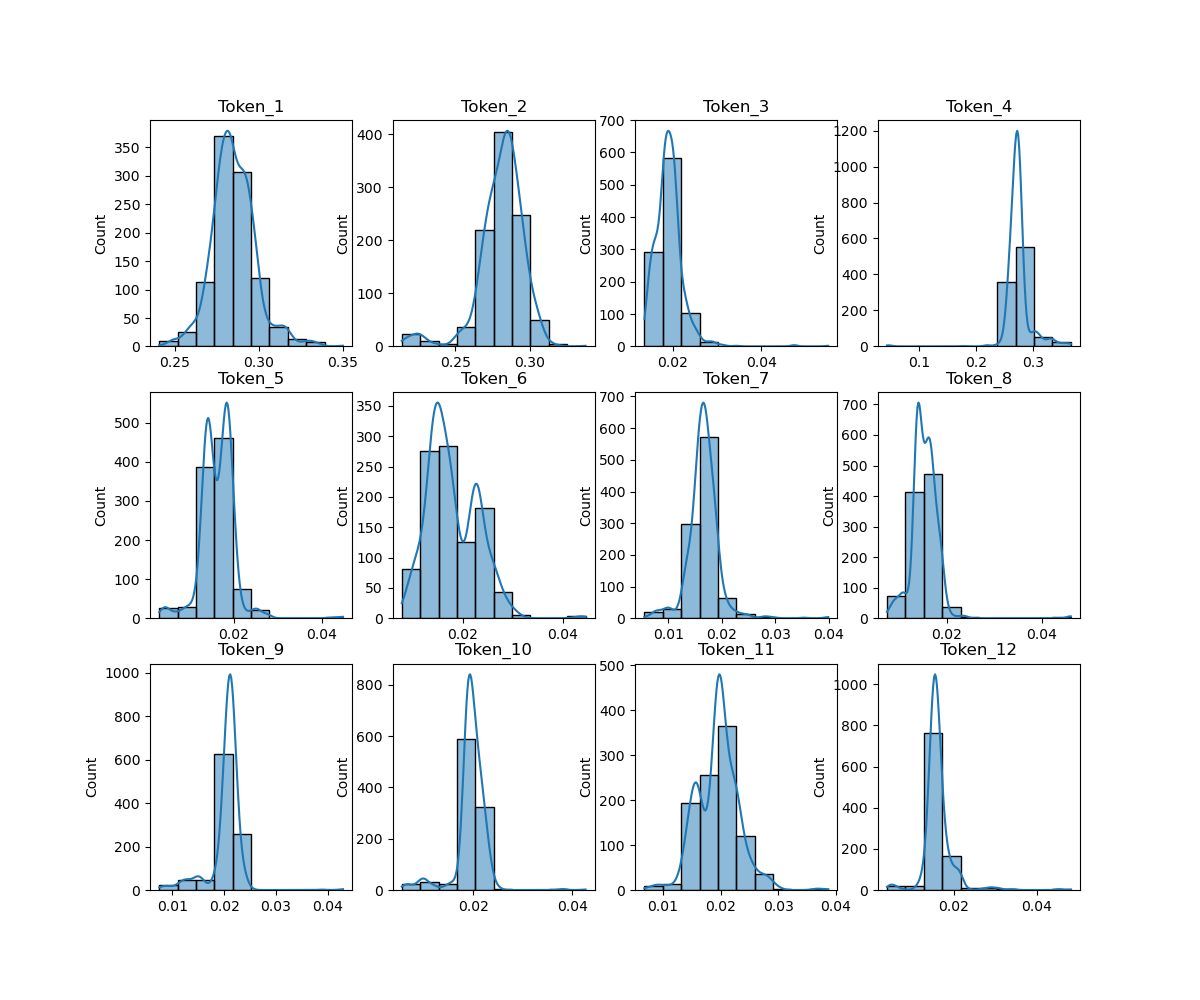 Token_1 Token_2 Token_3 Token_4
Count Count Count Count
350 300 250 200 150 100 50 0
400 300 200 100 0
700 600 500 400 300 200 100 0
1200 1000 800 600 400 200 0
0.25 0.30 0.35
0.25 0.30
0.02 0.04
0.1 0.3
Token_5 Token_6 Token_7 Token_8
Count Count Count Count
500 400 300 200 100 0
350 300 250 200 150 100 50 0
700 600 500 400 300 200 100 0
700 600 500 400 300 200 100 0
0.02 0.04
0.02 0.04
0.01 0.02 0.03 0.04
0.02 0.04
Token_9 Token_10 Token_11 Token_12
Count Count Count Count
1000 800 600 400 200 0
800 600 400 200 0
500 400 300 200 100 0
1000 800 600 400 200 0
0.01 0.02 0.03 0.04
0.02 0.04
0.01 0.02 0.03 0.04
0.02 0.04